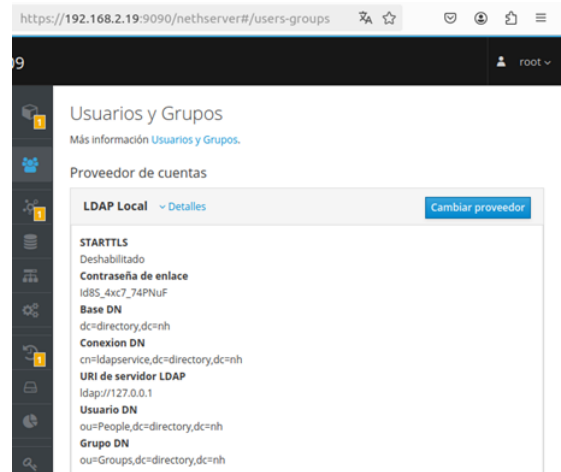 https://192.168.2.19:9090/nethserver#/users-groups
09
root
1
Usuarios y Grupos
Más información Usuarios y Grupos.
Proveedor de cuentas
1
LDAP Local Detalles Cambiar proveedor
STARTTLS
Deshabilitado
Contraseña de enlace
Id8S_4xc7_74PNuF
Base DN
dc=directory,dc=nh
Conexion DN
cn=ldapservice,dc=directory,dc=nh
1
URI de servidor LDAP
ldap://127.0.0.1
Usuario DN
ou=People,dc=directory,dc=nh
Grupo DN
ou=Groups,dc=directory,dc=nh